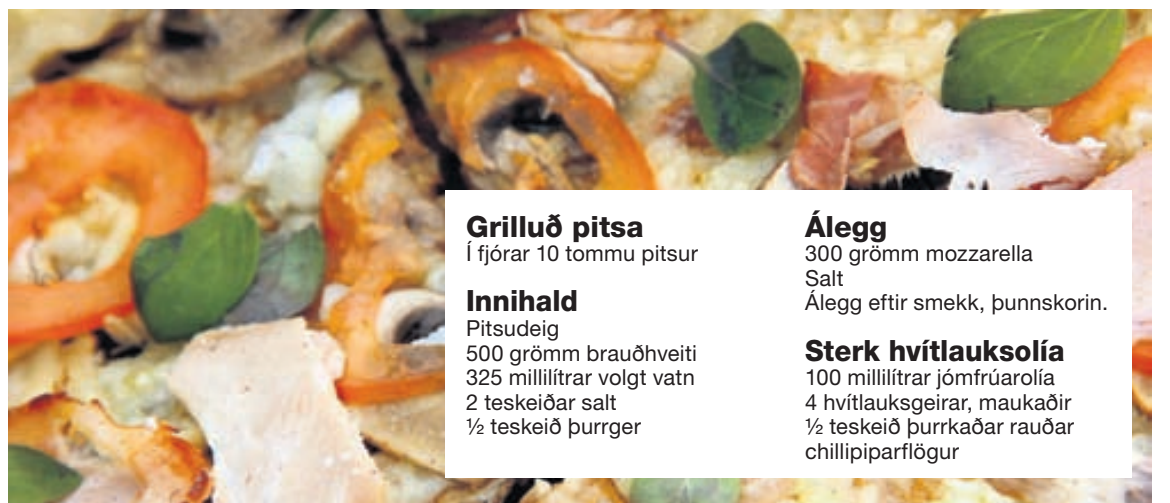 Grilluð pitsa
Í fjórar 10 tommu pitsur
Innihald
Pitsudeig
500 grömm brauðhveiti
325 millilítrar volgt vatn
2 teskeiðar salt
½ teskeið þurrger
Álegg
300 grömm mozzarella
Salt
Álegg eftir smekk, þunnskorin.
Sterk hvítlauksolía
100 millilítrar jómfrúarolía
4 hvítlauksgeirar, maukaðir
½ teskeið þurrkaðar rauðar
chillipiparflögur